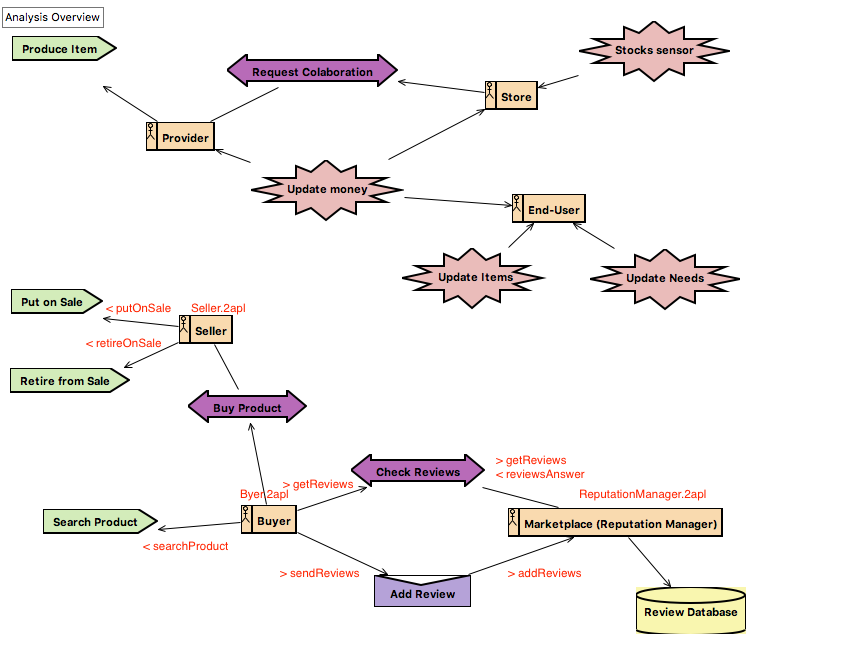 Analysis Overview
Produce Item
Request Colaboration
Stocks sensor
Store
Provider
Update money
End-User
Update Items
Update Needs
Put on Sale
< putOnSale
Seller.2apl
Seller
< retireOnSale
Retire from Sale
Buy Product
Check Reviews
> getReviews
< reviewsAnswer
> getReviews
Byer.2apl
ReputationManager.2apl
Search Product
Buyer
Marketplace (Reputation Manager)
< searchProduct
> sendReviews
> addReviews
Add Review
Review Database